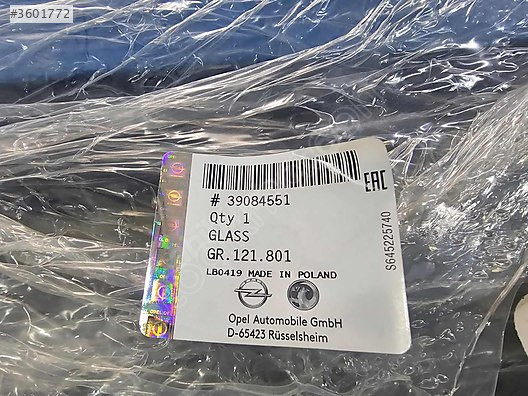 #3601772
# 39084551
EAC
Qty 1
GLASS
GR.121.801
S645225740
LB0419 MADE IN POLAND
Opel Automobile GmbH
D-65423 Rüsselsheim